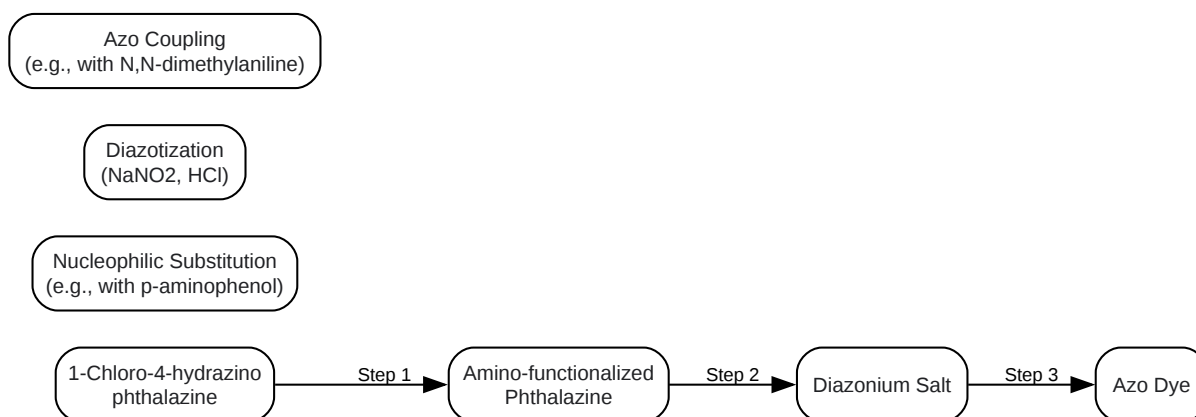 Azo Coupling
(e.g., with N,N-dimethylaniline)
Diazotization
(NaNO2, HCl)
Nucleophilic Substitution
(e.g., with p-aminophenol)
1-Chloro-4-hydrazino
phthalazine
Step 1
Amino-functionalized
Phthalazine
Step 2
Diazonium Salt
Step 3
Azo Dye